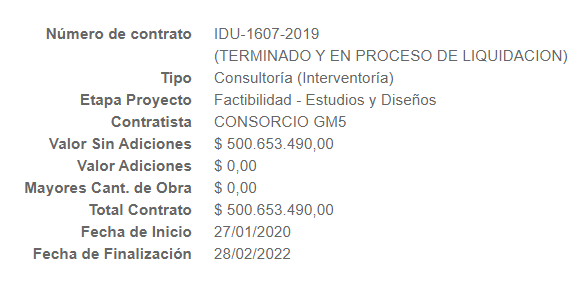 Número de contrato IDU-1607-2019
(TERMINADO Y EN PROCESO DE LIQUIDACION)
Tipo Consultoría (Interventoría)
Etapa Proyecto Factibilidad - Estudios y Diseños
Contratista CONSORCIO GM5
Valor Sin Adiciones $ 500.653.490,00
Valor Adiciones $ 0,00
Mayores Cant. de Obra $ 0,00
Total Contrato $ 500.653.490,00
Fecha de Inicio 27/01/2020
Fecha de Finalización 28/02/2022